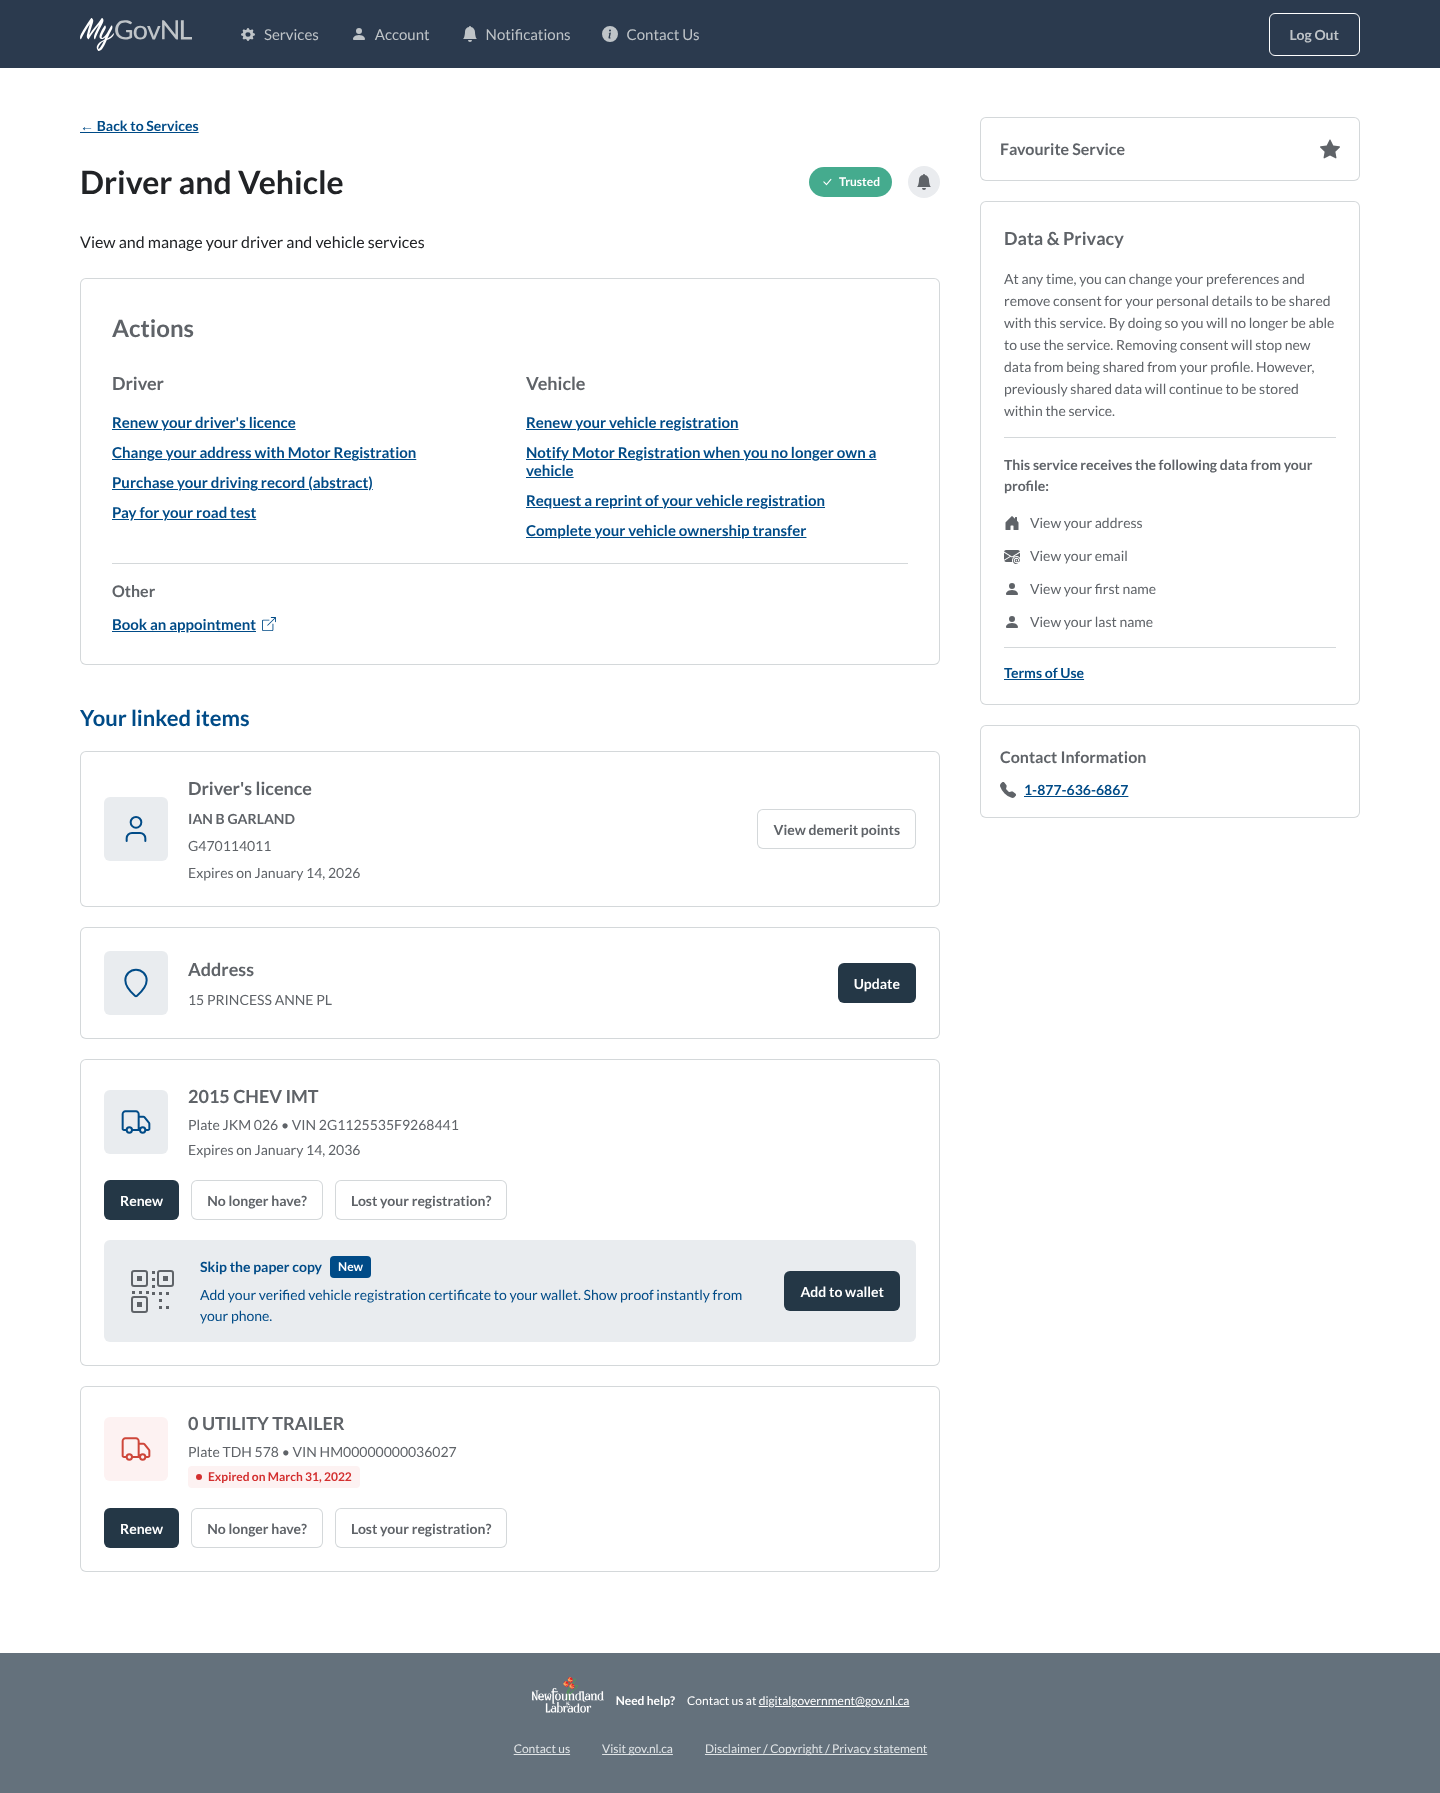 MyGovNL
Services
Account
Notifications
Contact Us
Log Out
← Back to Services
Driver and Vehicle
Trusted
View and manage your driver and vehicle services
Actions
Driver
Renew your driver's licence
Change your address with Motor Registration
Purchase your driving record (abstract)
Pay for your road test
Vehicle
Renew your vehicle registration
Notify Motor Registration when you no longer own a
vehicle
Request a reprint of your vehicle registration
Complete your vehicle ownership transfer
Other
Book an appointment
Your linked items
Driver's licence
IAN B GARLAND
G470114011
Expires on January 14, 2026
View demerit points
Address
15 PRINCESS ANNE PL
Update
2015 CHEV IMT
Plate JKM 026 • VIN 2G1125535F9268441
Expires on January 14, 2036
Renew
No longer have?
Lost your registration?
Skip the paper copy
New
Add your verified vehicle registration certificate to your wallet. Show proof instantly from
your phone.
Add to wallet
0 UTILITY TRAILER
Plate TDH 578 • VIN HM00000000036027
Expired on March 31, 2022
Renew
No longer have?
Lost your registration?
Favourite Service
Data & Privacy
At any time, you can change your preferences and
remove consent for your personal details to be shared
with this service. By doing so you will no longer be able
to use the service. Removing consent will stop new
data from being shared from your profile. However,
previously shared data will continue to be stored
within the service.
This service receives the following data from your
profile:
View your address
View your email
View your first name
View your last name
Terms of Use
Contact Information
1-877-636-6867
Newfoundland
Labrador
Need help?
Contact us at digitalgovernment@gov.nl.ca
Contact us
Visit gov.nl.ca
Disclaimer / Copyright / Privacy statement